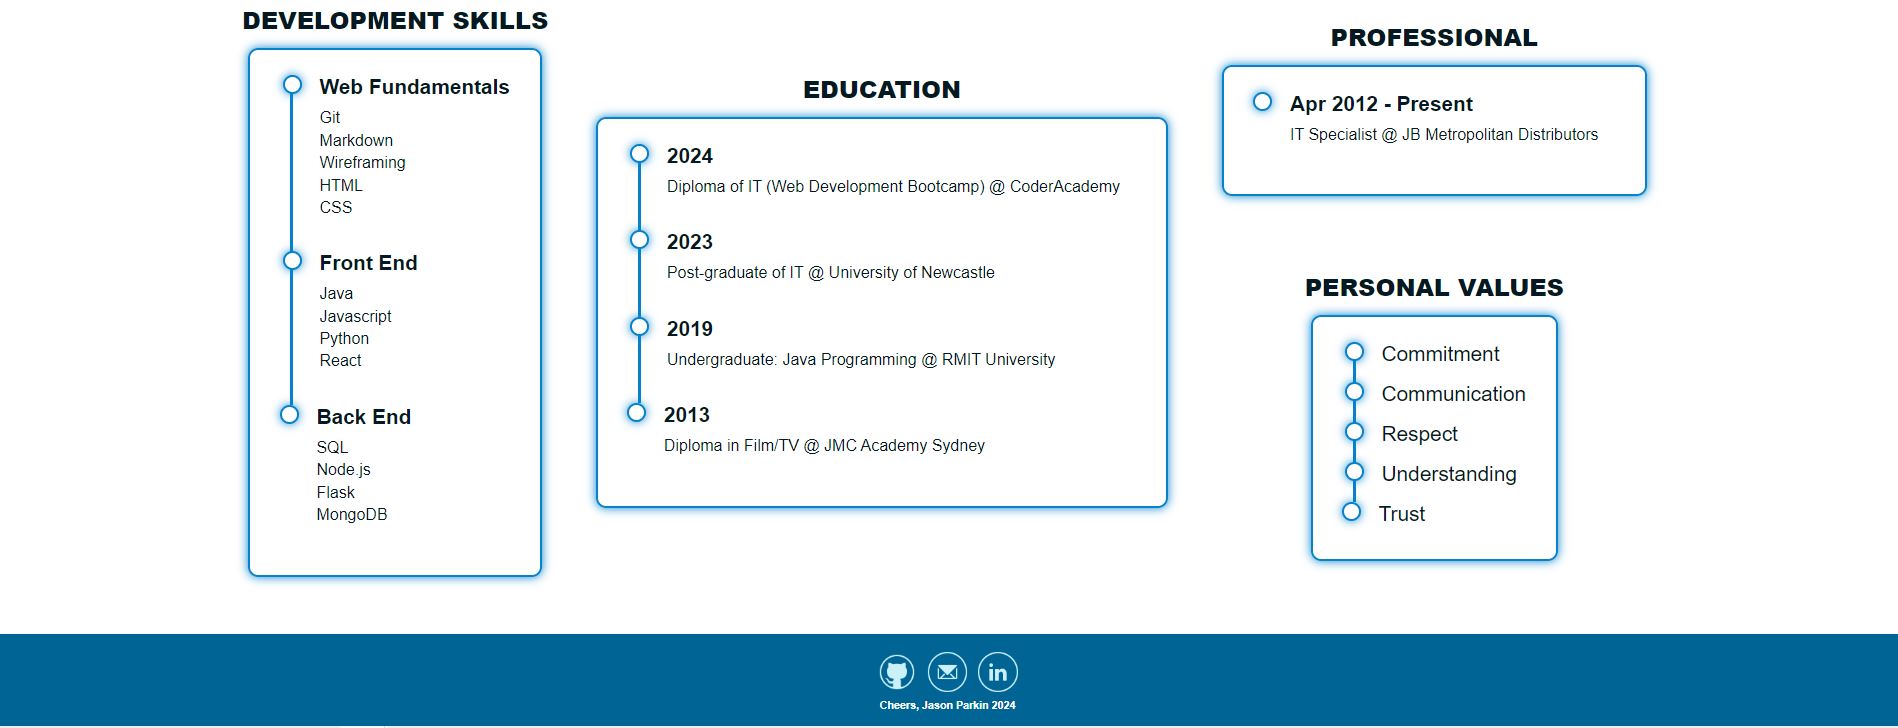 DEVELOPMENT SKILLS
Web Fundamentals
Git
Markdown
Wireframing
HTML
CSS
Front End
Java
Javascript
Python
React
Back End
SQL
Node.js
Flask
MongoDB
EDUCATION
2024
Diploma of IT (Web Development Bootcamp) @ CoderAcademy
2023
Post-graduate of IT @ University of Newcastle
2019
Undergraduate: Java Programming @ RMIT University
2013
Diploma in Film/TV @ JMC Academy Sydney
PROFESSIONAL
Apr 2012 - Present
IT Specialist @ JB Metropolitan Distributors
PERSONAL VALUES
Commitment
Communication
Respect
Understanding
Trust
in
Cheers, Jason Parkin 2024